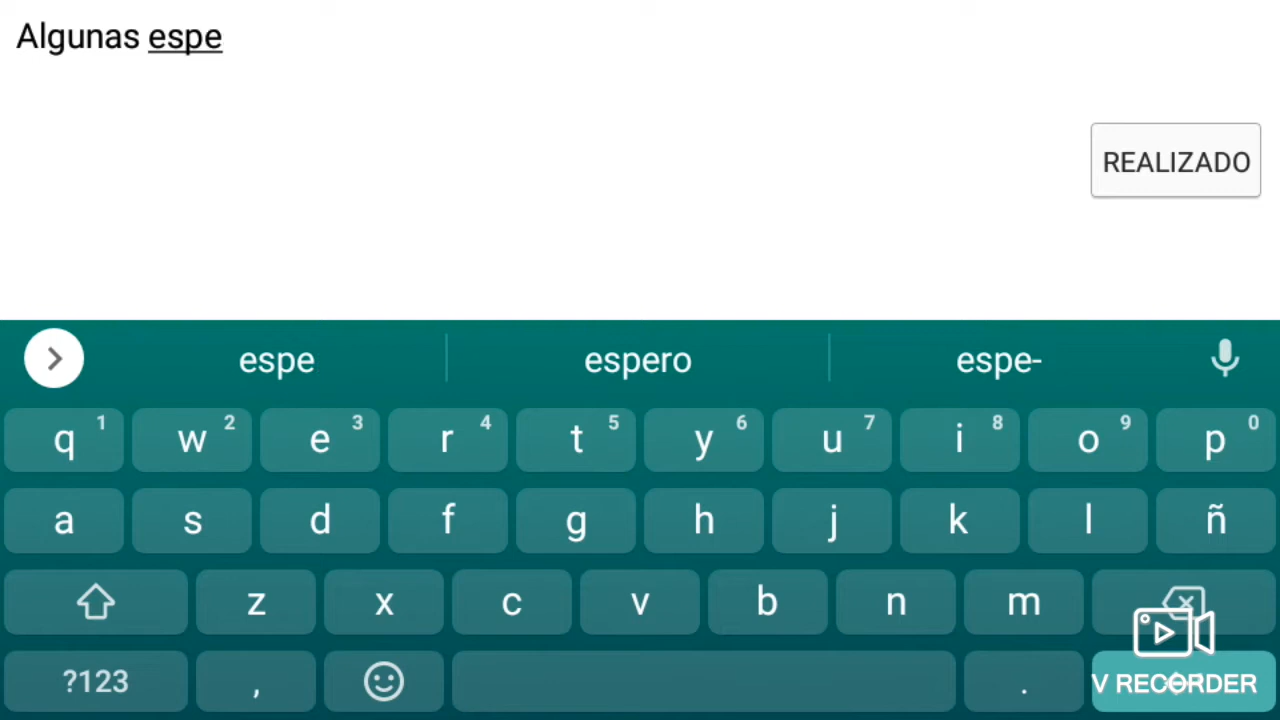 Algunas espe
REALIZADO
espe espero espe-
q 1 w 2 e 3 r 4 t 5 y 6 u 7 i 8 o 9 p 0
a s d f g h j k l ñ
z x c v b n m
?123 , .
V RECORDER